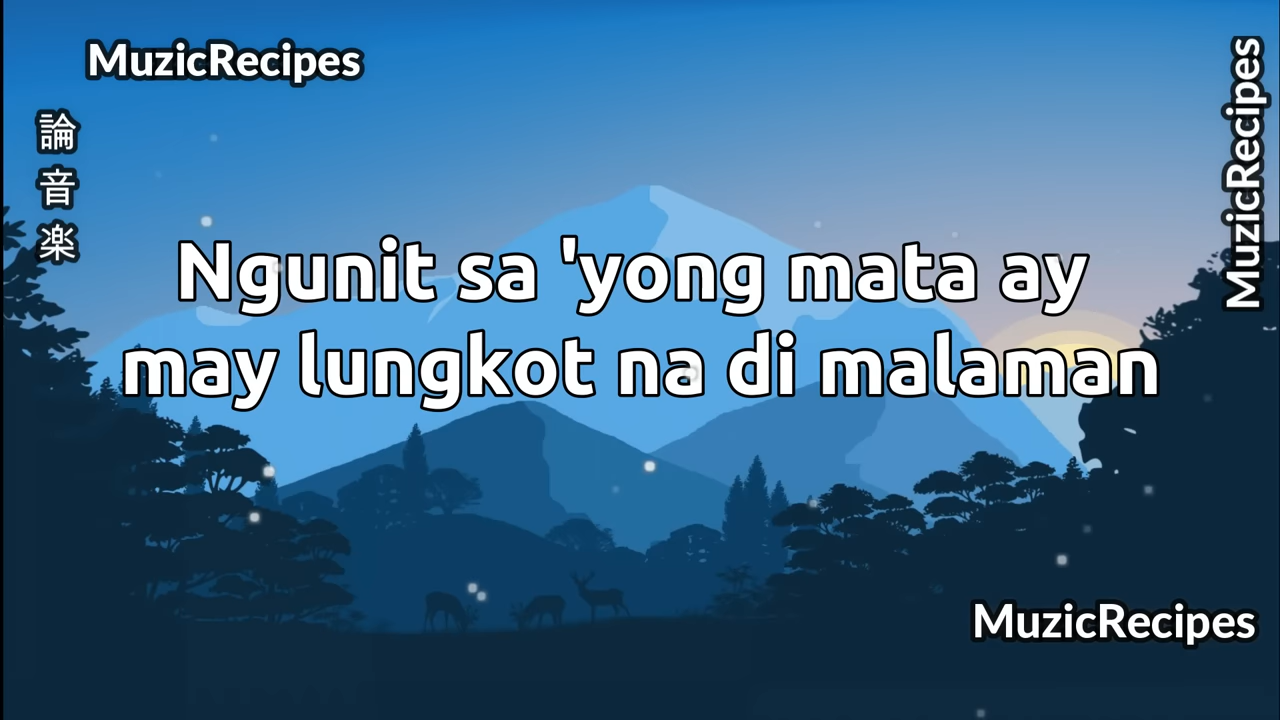 MuzicRecipes
MuzicRecipes
論
音
楽
Ngunit sa 'yong mata ay
may lungkot na di malaman
MuzicRecipes